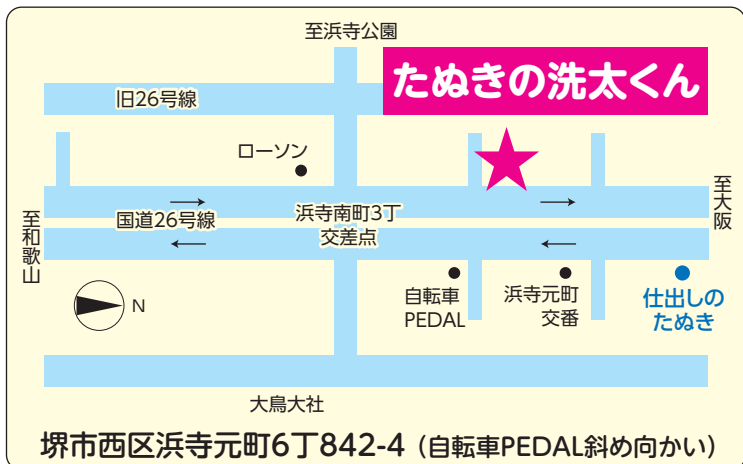 至浜寺公園
たぬきの洗太くん
旧26号線
ローソン
至大阪
国道26号線
浜寺南町3丁
交差点
至和歌山
N
自転車
PEDAL
浜寺元町
交番
仕出しの
たぬき
大鳥大社
堺市西区浜寺元町6丁842-4（自転車PEDAL斜め向かい）